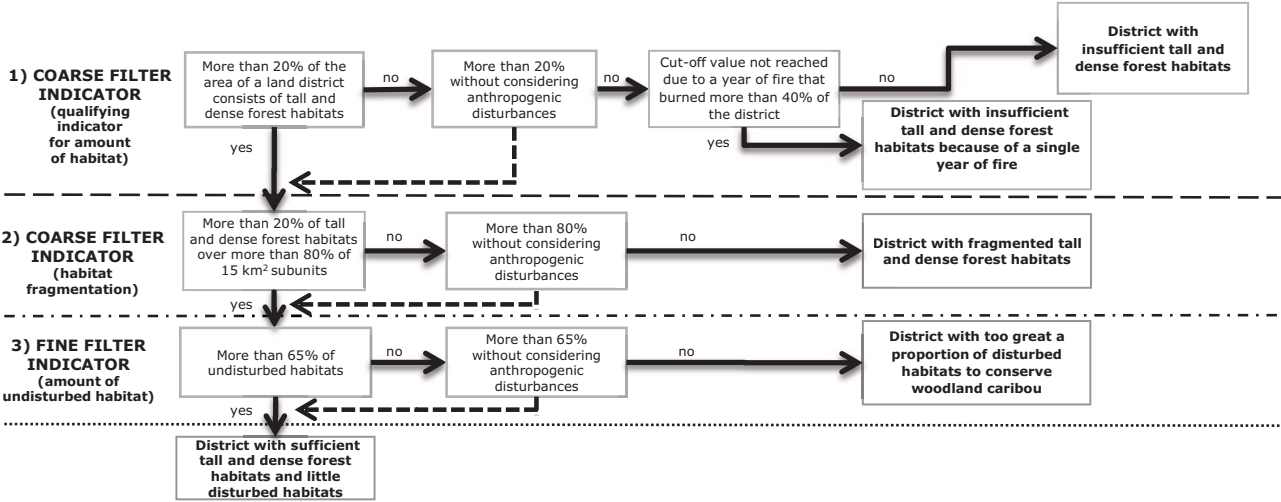 1) COARSE FILTER
INDICATOR
(qualifying
indicator
for amount
of habitat)
More than 20% of the
area of a land district
consists of tall and
dense forest habitats
no
More than 20%
without considering
anthropogenic
disturbances
no
Cut-off value not reached
due to a year of fire that
burned more than 40% of
the district
no
District with
insufficient tall and
dense forest habitats
yes
District with insufficient
tall and dense forest
habitats because of a single
year of fire
yes
2) COARSE FILTER
INDICATOR
(habitat
fragmentation)
More than 20% of tall
and dense forest habitats
over more than 80% of
15 km² subunits
no
More than 80%
without considering
anthropogenic
disturbances
no
District with fragmented tall
and dense forest habitats
yes
3) FINE FILTER
INDICATOR
(amount of
undisturbed habitat)
More than 65% of
undisturbed habitats
no
More than 65%
without considering
anthropogenic
disturbances
no
District with too great a
proportion of disturbed
habitats to conserve
woodland caribou
yes
District with sufficient
tall and dense forest
habitats and little
disturbed habitats